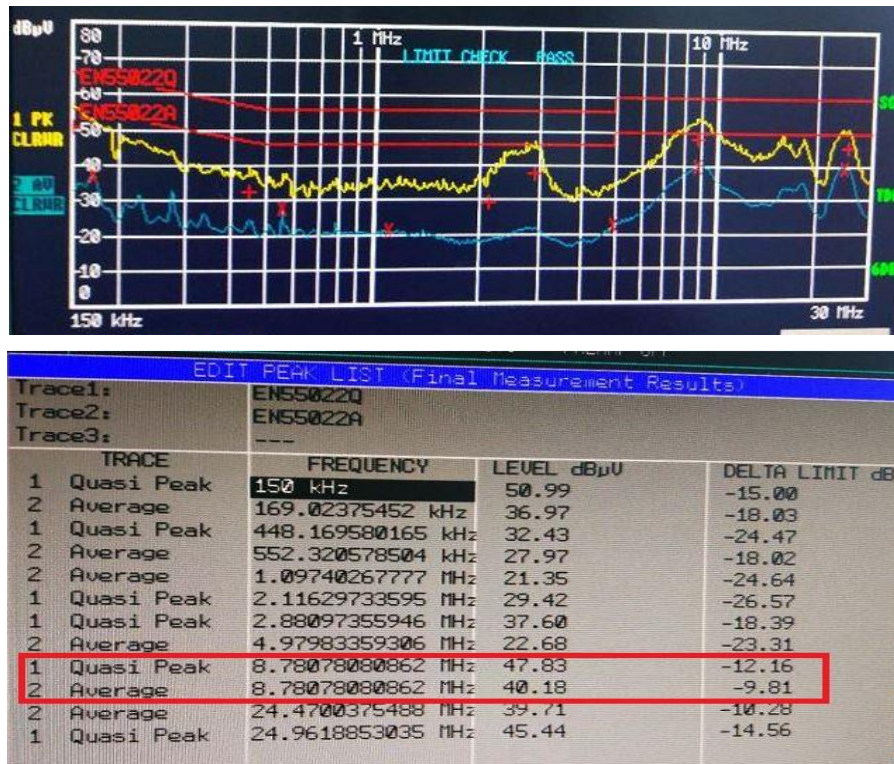 dBµV
80
1 MHz
10 MHz
-70
LIMIT CHECK PASS
EN55022Q
-60
EN55022A
1 PK
CLRWR
-50
-40
2 AV
CLRWR
-30
-20
-10
0
6DB
150 kHz
30 MHz
EDIT PEAK LIST (Final Measurement Results)
Trace1: EN55022Q
Trace2: EN55022A
Trace3: ---
TRACE FREQUENCY LEVEL dBµV DELTA LIMIT dB
1 Quasi Peak 150 kHz 50.99 -15.00
2 Average 169.02375452 kHz 36.97 -18.03
1 Quasi Peak 448.169580165 kHz 32.43 -24.47
2 Average 552.320578504 kHz 27.97 -18.02
2 Average 1.09740267777 MHz 21.35 -24.64
1 Quasi Peak 2.11629733595 MHz 29.42 -26.57
1 Quasi Peak 2.88097355946 MHz 37.60 -18.39
2 Average 4.97983359306 MHz 22.68 -23.31
1 Quasi Peak 8.78078080862 MHz 47.83 -12.16
2 Average 8.78078080862 MHz 40.18 -9.81
2 Average 24.4700375488 MHz 39.71 -10.28
1 Quasi Peak 24.9618853035 MHz 45.44 -14.56